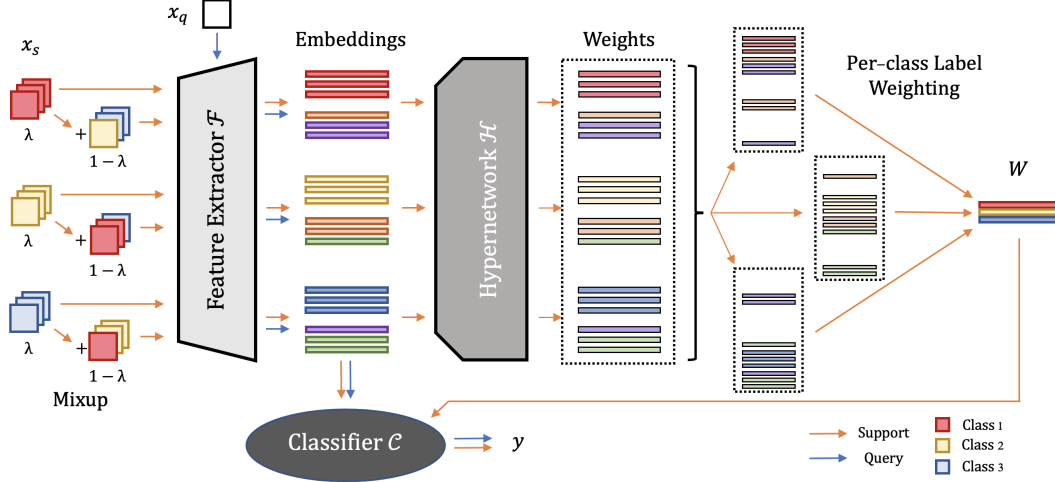 x_q
x_s
Embeddings
Weights
Per-class Label
Weighting
λ
+
1 − λ
λ
+
1 − λ
λ
+
1 − λ
Mixup
Feature Extractor ℱ
Hypernetwork ℋ
W
Classifier 𝒞
y
Support
Query
Class 1
Class 2
Class 3